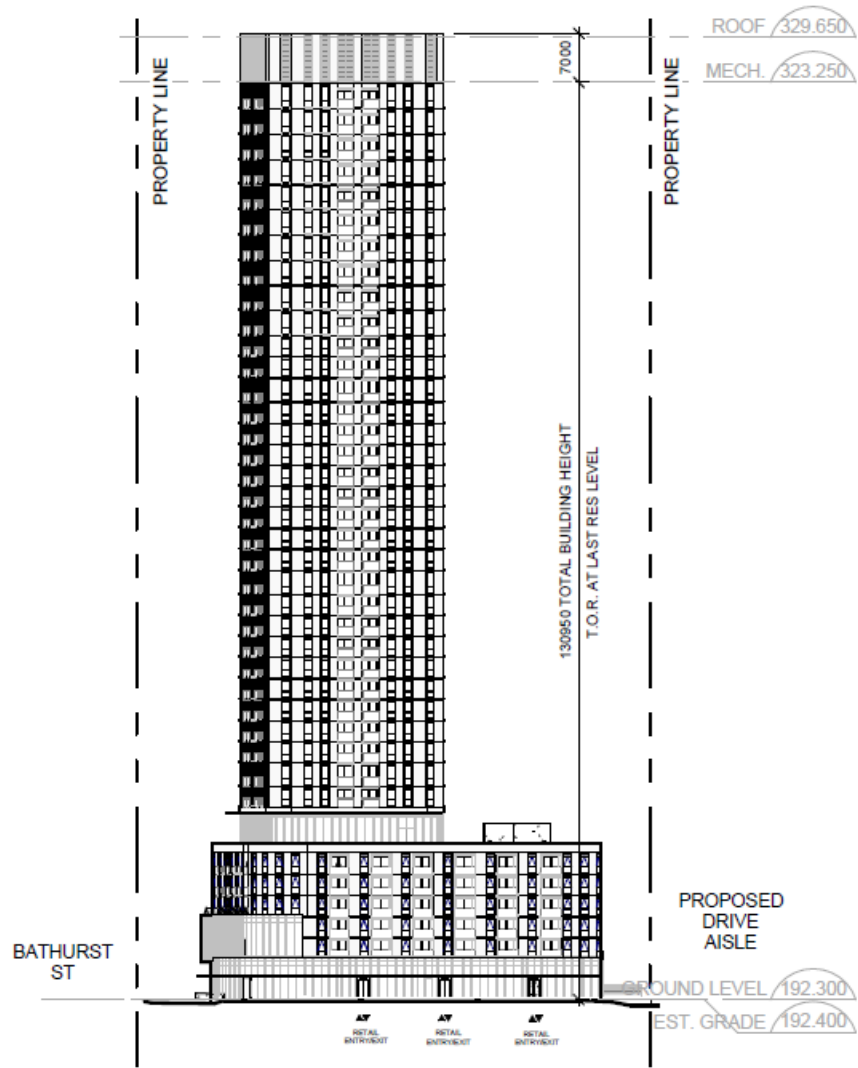 ROOF 329.650
7000
MECH. 323.250
PROPERTY LINE
PROPERTY LINE
130950 TOTAL BUILDING HEIGHT
T.O.R. AT LAST RES LEVEL
PROPOSED
DRIVE
AISLE
BATHURST
ST
GROUND LEVEL 192.300
EST. GRADE 192.400
RETAIL
ENTRY/EXIT
RETAIL
ENTRY/EXIT
RETAIL
ENTRY/EXIT